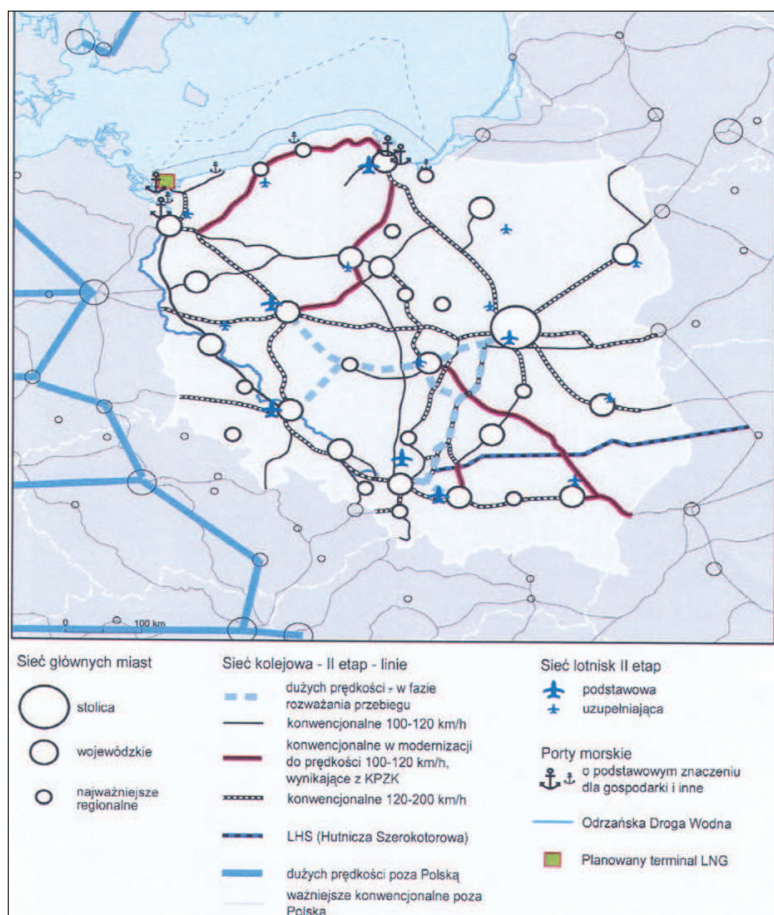 0
100 km
Sieć głównych miast
stolica
wojewódzkie
najważniejsze
regionalne
Sieć kolejowa - II etap - linie
dużych prędkości - w fazie
rozważania przebiegu
konwencjonalne 100-120 km/h
konwencjonalne w modernizacji
do prędkości 100-120 km/h,
wynikające z KPZK
konwencjonalne 120-200 km/h
LHS (Hutnicza Szerokotorowa)
dużych prędkości poza Polską
ważniejsze konwencjonalne poza
Polską
Sieć lotnisk II etap
podstawowa
uzupełniająca
Porty morskie
o podstawowym znaczeniu
dla gospodarki i inne
Odrzańska Droga Wodna
Planowany terminal LNG